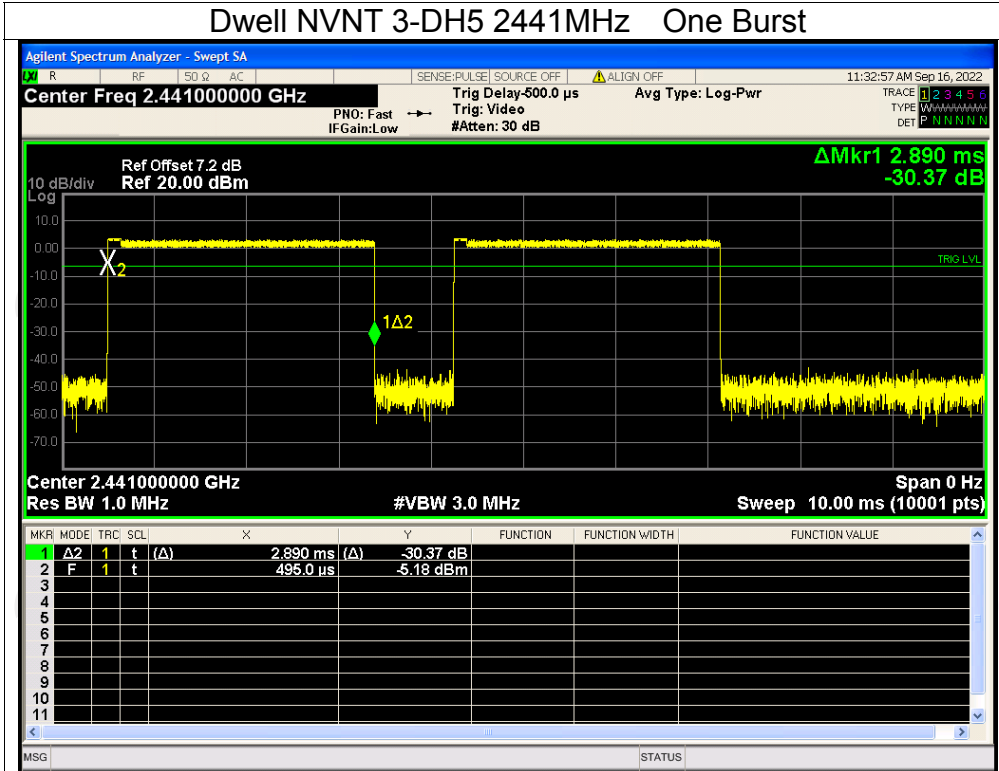 Dwell NVNT 3-DH5 2441MHz One Burst
Agilent Spectrum Analyzer - Swept SA
LXI R RF 50 Ω AC SENSE:PULSE SOURCE OFF ALIGN OFF 11:32:57 AM Sep 16, 2022
Center Freq 2.441000000 GHz Trig Delay-500.0 µs Avg Type: Log-Pwr TRACE 1 2 3 4 5 6
PNO: Fast Trig: Video TYPE WWWWWW
IFGain:Low #Atten: 30 dB DET P N N N N N
ΔMkr1 2.890 ms
-30.37 dB
Ref Offset 7.2 dB
10 dB/div Ref 20.00 dBm
Log
10.0
0.00
-10.0
-20.0
-30.0
-40.0
-50.0
-60.0
-70.0
2
1Δ2
TRIG LVL
Center 2.441000000 GHz Span 0 Hz
Res BW 1.0 MHz #VBW 3.0 MHz Sweep 10.00 ms (10001 pts)
MKR MODE TRC SCL X Y FUNCTION FUNCTION WIDTH FUNCTION VALUE
1 Δ2 1 t (Δ) 2.890 ms (Δ) -30.37 dB
2 F 1 t 495.0 µs -5.18 dBm
3
4
5
6
7
8
9
10
11
MSG STATUS